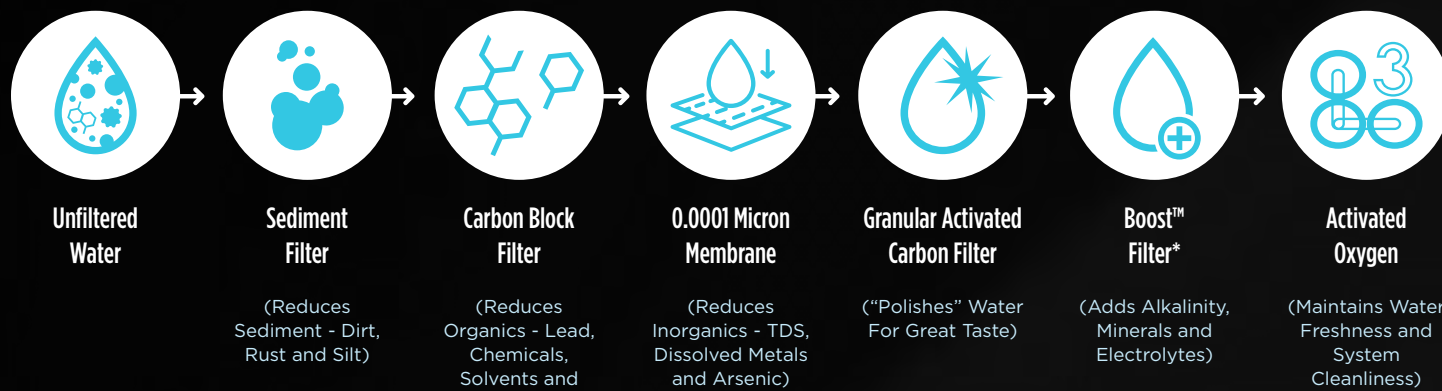 3
Unfiltered
Water
Sediment
Filter
(Reduces
Sediment - Dirt,
Rust and Silt)
Carbon Block
Filter
(Reduces
Organics - Lead,
Chemicals,
Solvents and
0.0001 Micron
Membrane
(Reduces
Inorganics - TDS,
Dissolved Metals
and Arsenic)
Granular Activated
Carbon Filter
(“Polishes” Water
For Great Taste)
Boost™
Filter*
(Adds Alkalinity,
Minerals and
Electrolytes)
Activated
Oxygen
(Maintains Water
Freshness and
System
Cleanliness)